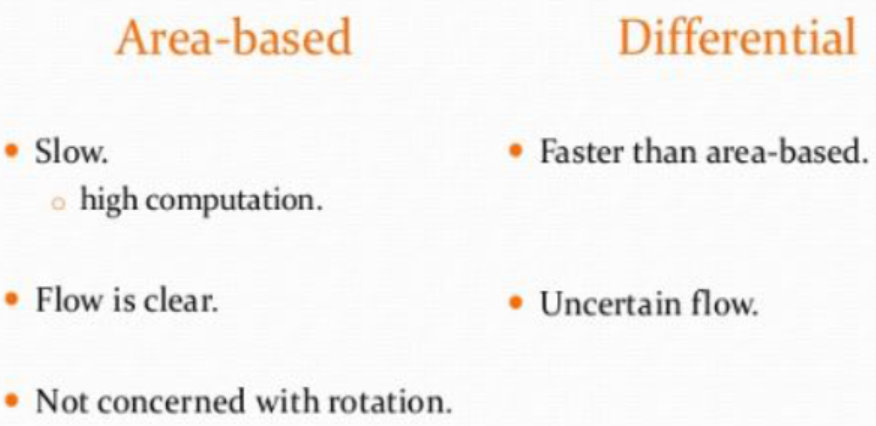 Area-based
Slow.
high computation.
Flow is clear.
Not concerned with rotation.
Differential
Faster than area-based.
Uncertain flow.